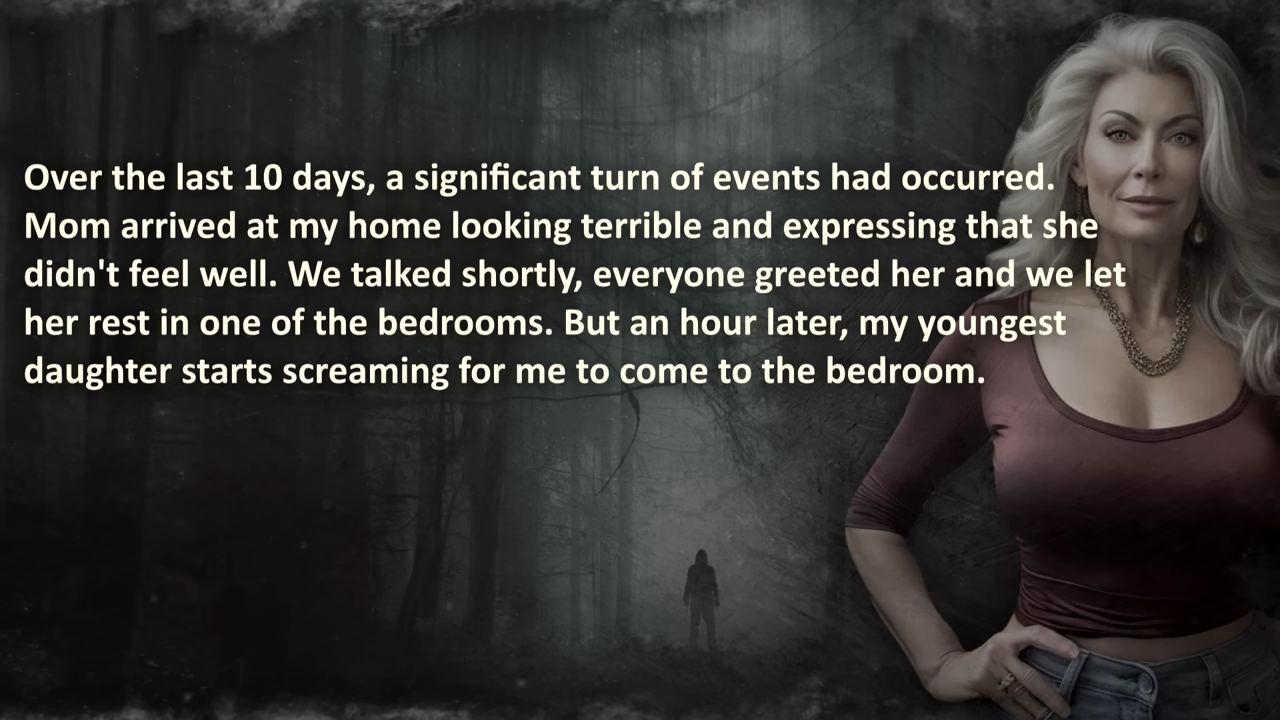 Over the last 10 days, a significant turn of events had occurred.
Mom arrived at my home looking terrible and expressing that she
didn't feel well. We talked shortly, everyone greeted her and we let
her rest in one of the bedrooms. But an hour later, my youngest
daughter starts screaming for me to come to the bedroom.